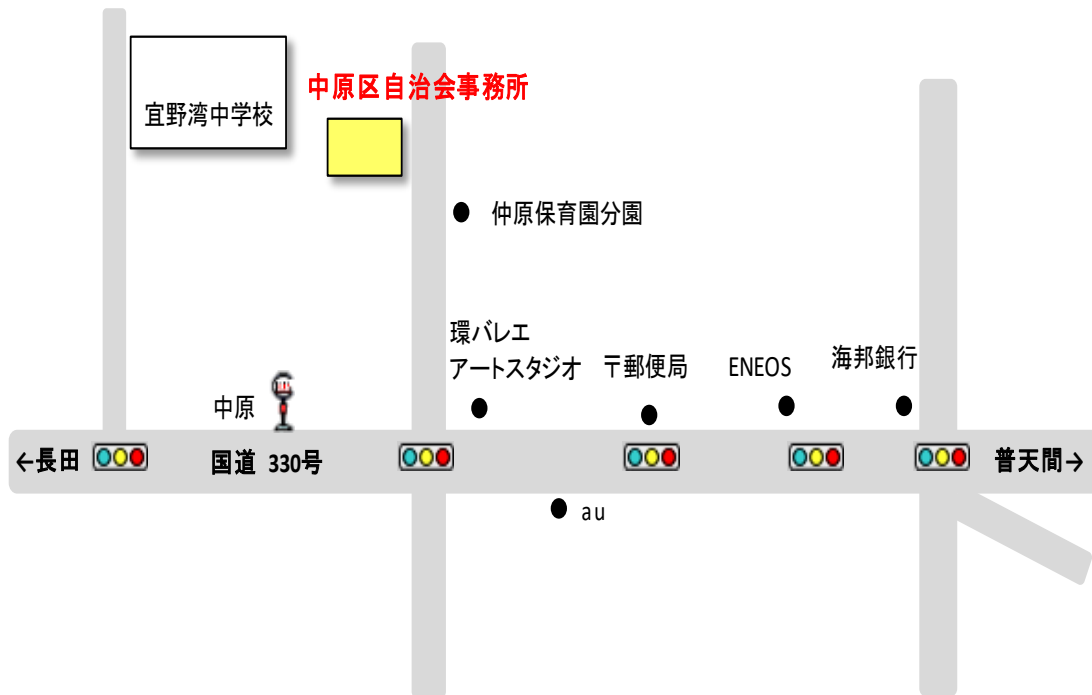 中原区自治会事務所
宜野湾中学校
仲原保育園分園
環バレエ
アートスタジオ
〒郵便局
ENEOS
海邦銀行
中原
←長田
国道 330号
普天間→
au